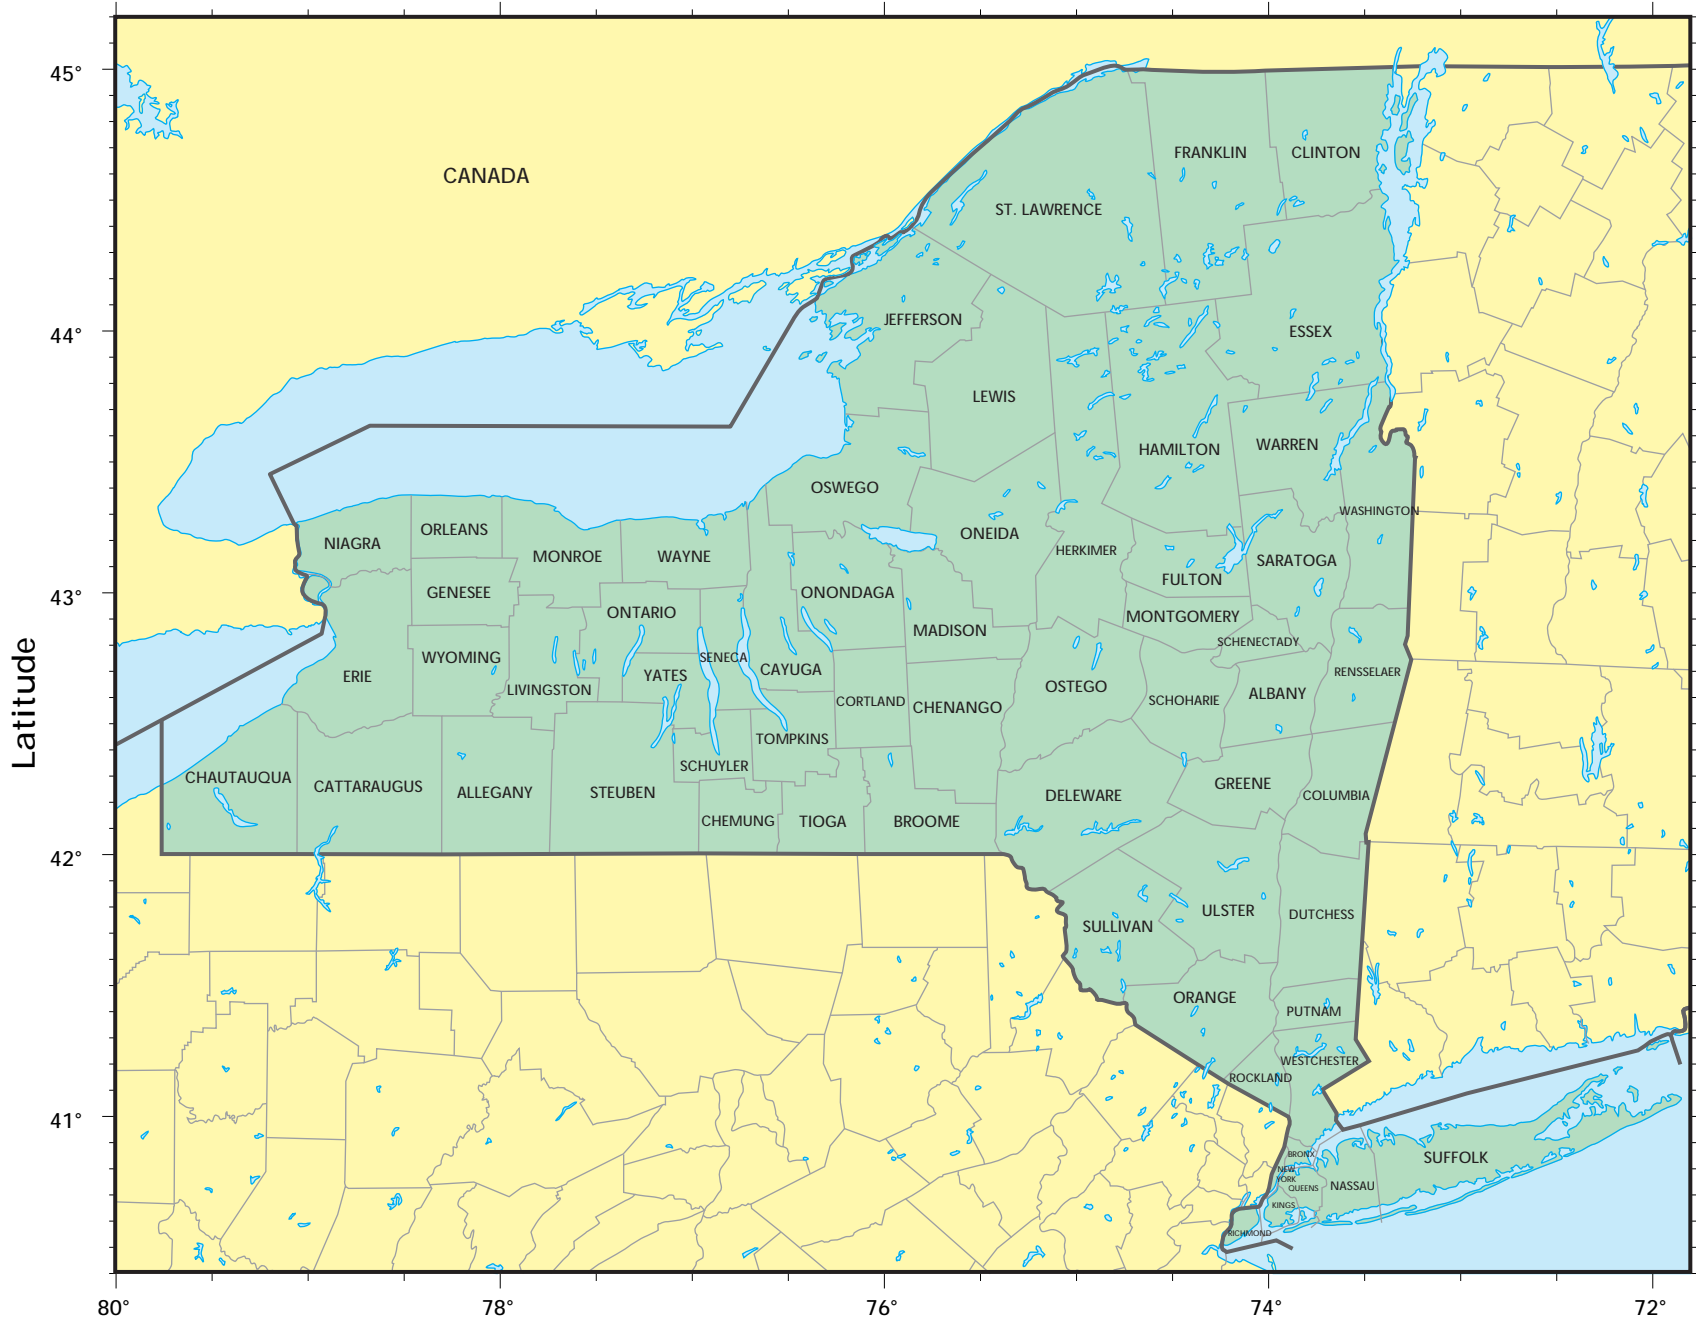 45°
FRANKLIN
CLINTON
CANADA
ST. LAWRENCE
44°
JEFFERSON
ESSEX
LEWIS
HAMILTON
WARREN
OSWEGO
WASHINGTON
NIAGRA
ORLEANS
MONROE
WAYNE
ONEIDA
HERKIMER
SARATOGA
FULTON
43°
GENESEE
ONTARIO
ONONDAGA
MADISON
MONTGOMERY
SCHENECTADY
WYOMING
SENECA
CAYUGA
RENSSELAER
ERIE
YATES
LIVINGSTON
OSTEGO
ALBANY
CORTLAND
CHENANGO
SCHOHARIE
Latitude
TOMPKINS
SCHUYLER
CHAUTAUQUA
CATTARAUGUS
ALLEGANY
STEUBEN
GREENE
DELEWARE
COLUMBIA
CHEMUNG
TIOGA
BROOME
42°
ULSTER
DUTCHESS
SULLIVAN
ORANGE
PUTNAM
WESTCHESTER
ROCKLAND
41°
BRONX
SUFFOLK
NEW
YORK
QUEENS
NASSAU
KINGS
RICHMOND
80°
78°
76°
74°
72°